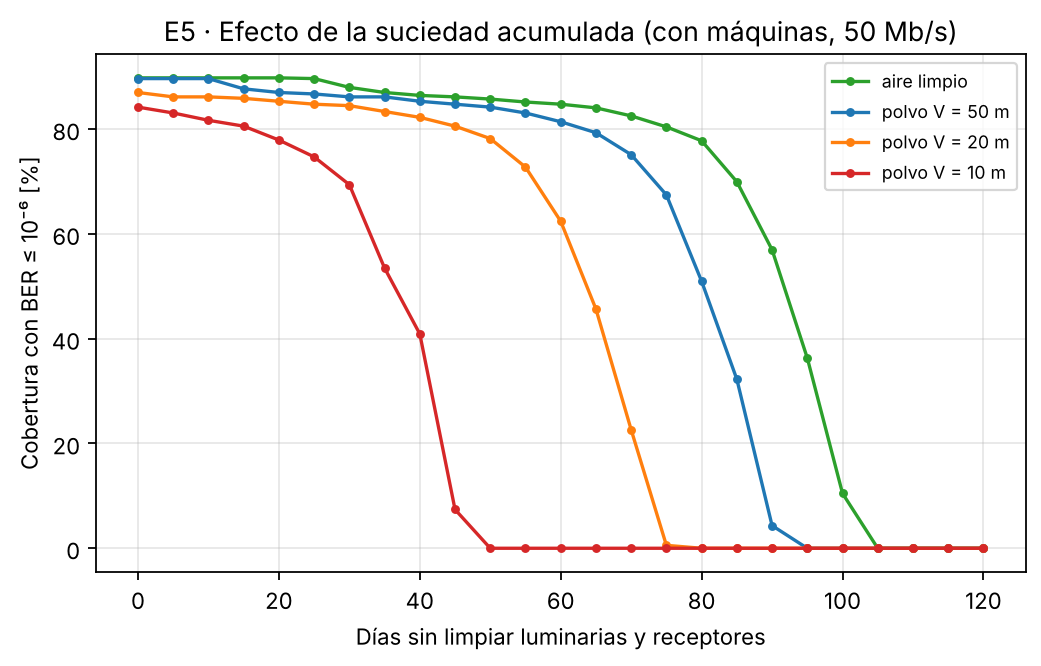 E5 · Efecto de la suciedad acumulada (con máquinas, 50 Mb/s)
aire limpio
polvo V = 50 m
polvo V = 20 m
polvo V = 10 m
Cobertura con BER ≤ 10⁻⁶ [%]
80
60
40
20
0
0 20 40 60 80 100 120
Días sin limpiar luminarias y receptores